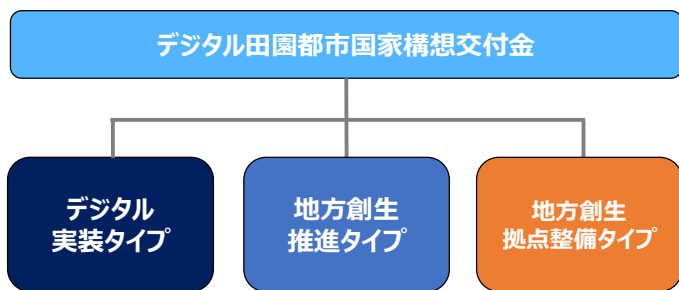 デジタル田園都市国家構想交付金
デジタル
実装タイプ
地方創生
推進タイプ
地方創生
拠点整備タイプ